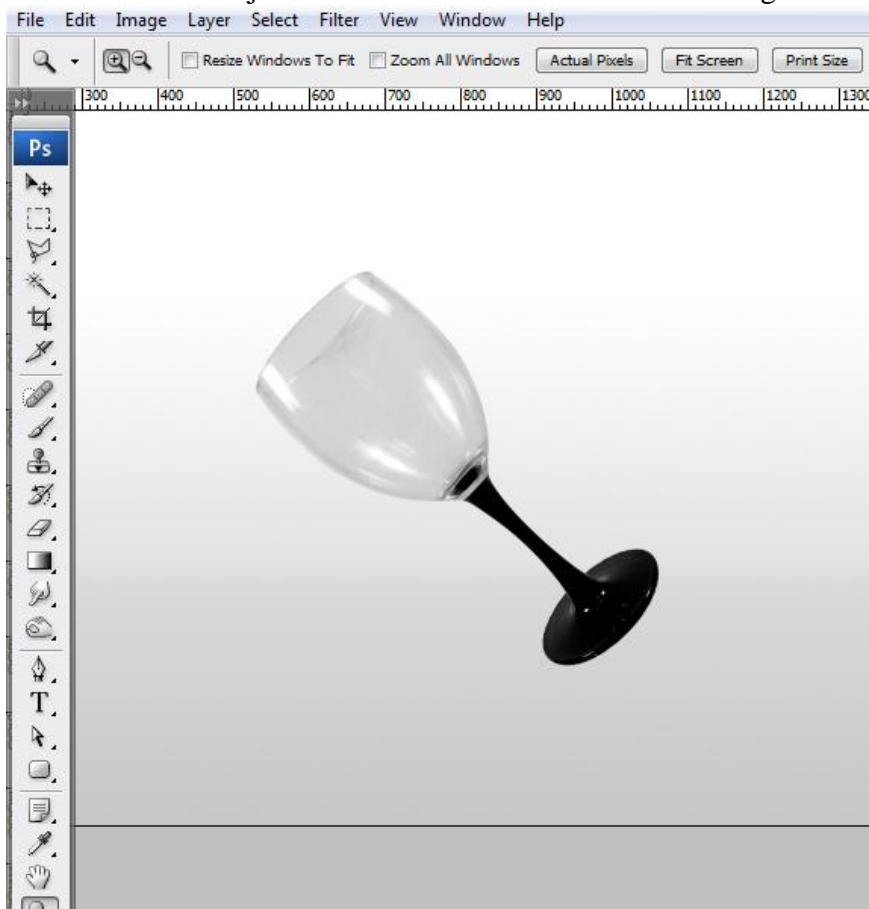 File Edit Image Layer Select Filter View Window Help
Resize Windows To Fit Zoom All Windows Actual Pixels Fit Screen Print Size
300 400 500 600 700 800 900 1000 1100 1200 1300
Ps
T